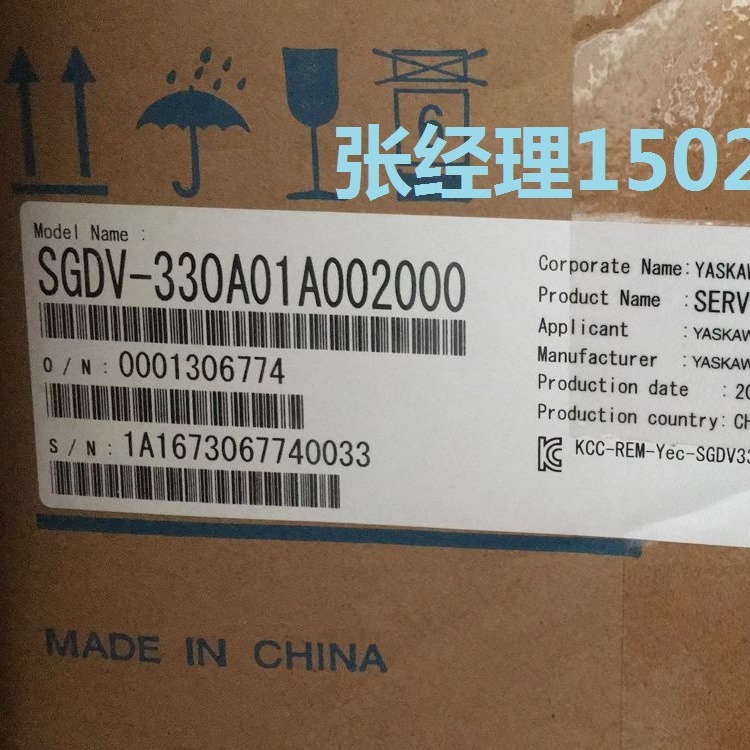 6
张经理1502
Model Name :
SGDV-330A01A002000
O/N: 0001306774
S/N: 1A1673067740033
Corporate Name: YASKAW
Product Name : SERV
Applicant : YASKAW
Manufacturer : YASKAW
Production date : 20
Production country: CH
KCC-REM-Yec-SGDV33
MADE IN CHINA